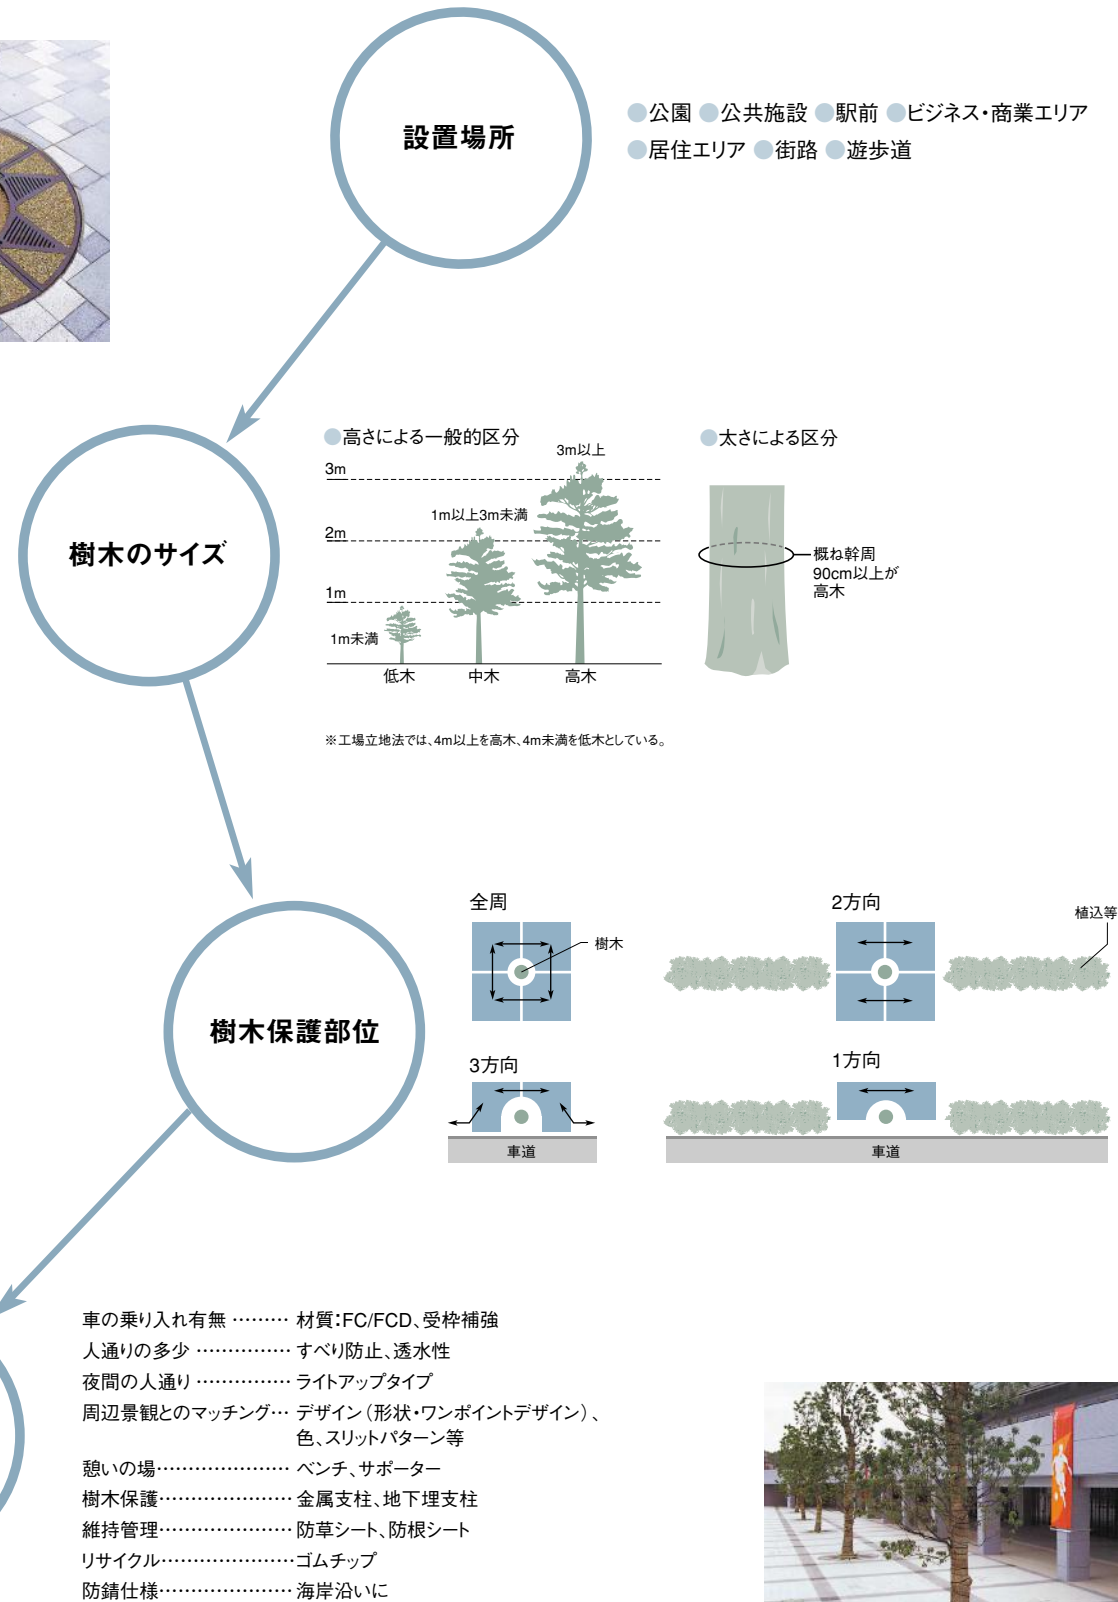 設置場所
●公園 ●公共施設 ●駅前 ●ビジネス・商業エリア
●居住エリア ●街路 ●遊歩道
樹木のサイズ
●高さによる一般的区分
3m以上
3m
1m以上3m未満
2m
1m
1m未満
低木 中木 高木
●太さによる区分
概ね幹周
90cm以上が
高木
※工場立地法では、4m以上を高木、4m未満を低木としている。
樹木保護部位
全周
樹木
2方向
植込等
3方向
車道
1方向
車道
車の乗り入れ有無 ……… 材質:FC/FCD、受枠補強
人通りの多少 …………… すべり防止、透水性
夜間の人通り …………… ライトアップタイプ
周辺景観とのマッチング… デザイン（形状・ワンポイントデザイン）、
色、スリットパターン等
憩いの場………………… ベンチ、サポーター
樹木保護………………… 金属支柱、地下埋支柱
維持管理………………… 防草シート、防根シート
リサイクル…………………ゴムチップ
防錆仕様………………… 海岸沿いに